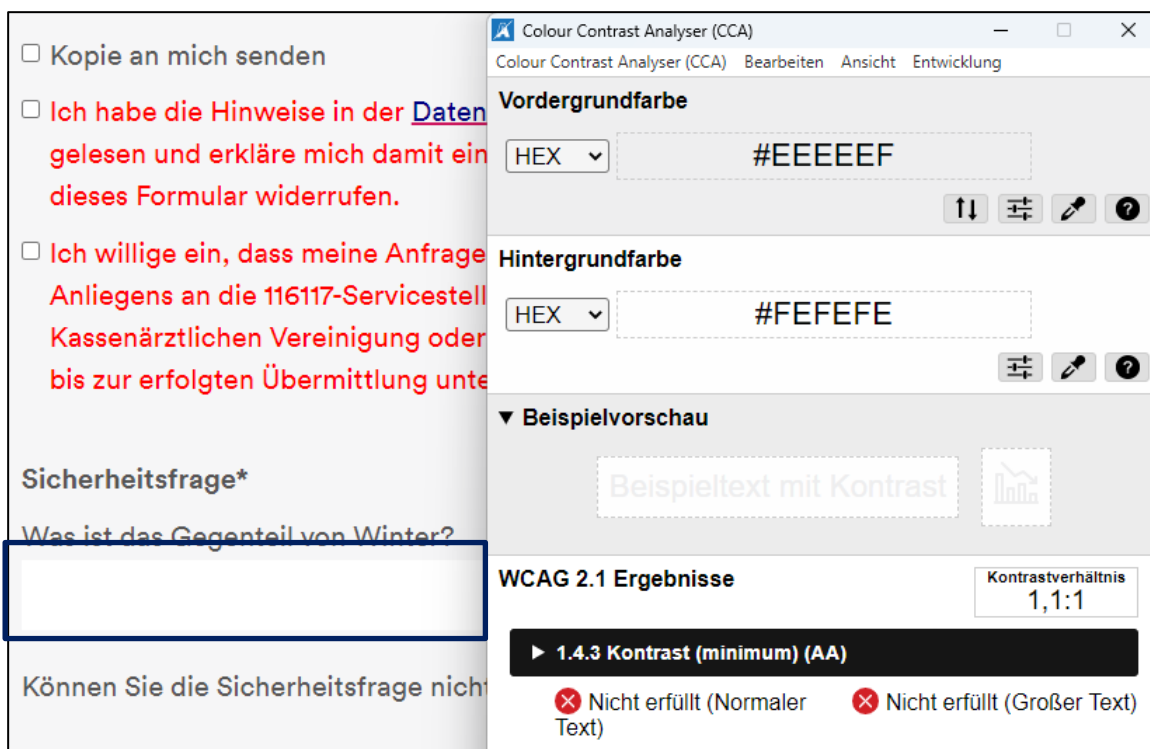 Kopie an mich senden
Ich habe die Hinweise in der Daten
gelesen und erkläre mich damit ein
dieses Formular widerrufen.
Ich willige ein, dass meine Anfrage
Anliegens an die 116117-Servicestell
Kassenärztlichen Vereinigung oder
bis zur erfolgten Übermittlung unte
Sicherheitsfrage*
Was ist das Gegenteil von Winter?
Können Sie die Sicherheitsfrage nicht
Colour Contrast Analyser (CCA)
Colour Contrast Analyser (CCA) Bearbeiten Ansicht Entwicklung
Vordergrundfarbe
HEX #EEEEEF
Hintergrundfarbe
HEX #FEFEFE
▼ Beispielvorschau
Beispieltext mit Kontrast
WCAG 2.1 Ergebnisse
Kontrastverhältnis
1,1:1
▶ 1.4.3 Kontrast (minimum) (AA)
Nicht erfüllt (Normaler
Text)
Nicht erfüllt (Großer Text)